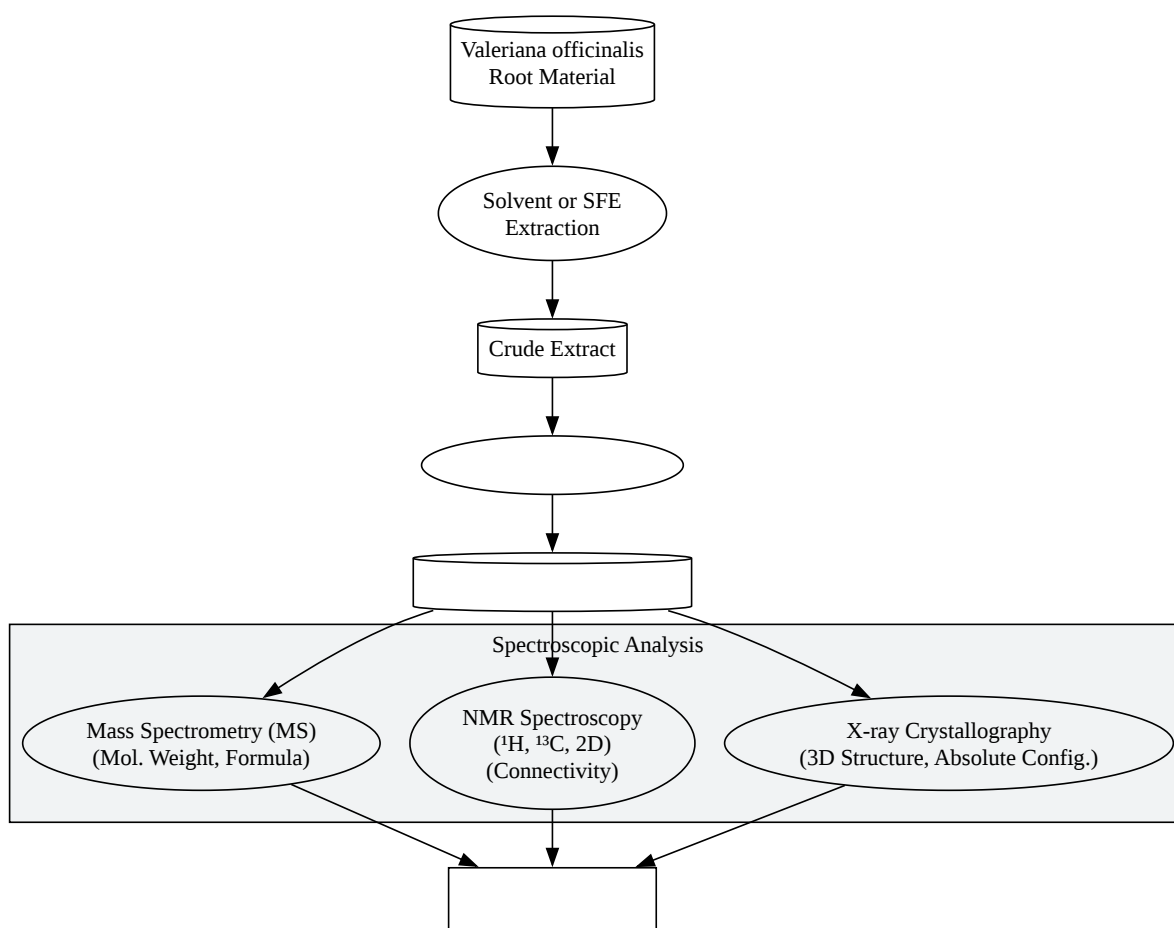 Valeriana officinalis
Root Material
Solvent or SFE
Extraction
Crude Extract
Spectroscopic Analysis
Mass Spectrometry (MS)
(Mol. Weight, Formula)
NMR Spectroscopy
(¹H, ¹³C, 2D)
(Connectivity)
X-ray Crystallography
(3D Structure, Absolute Config.)